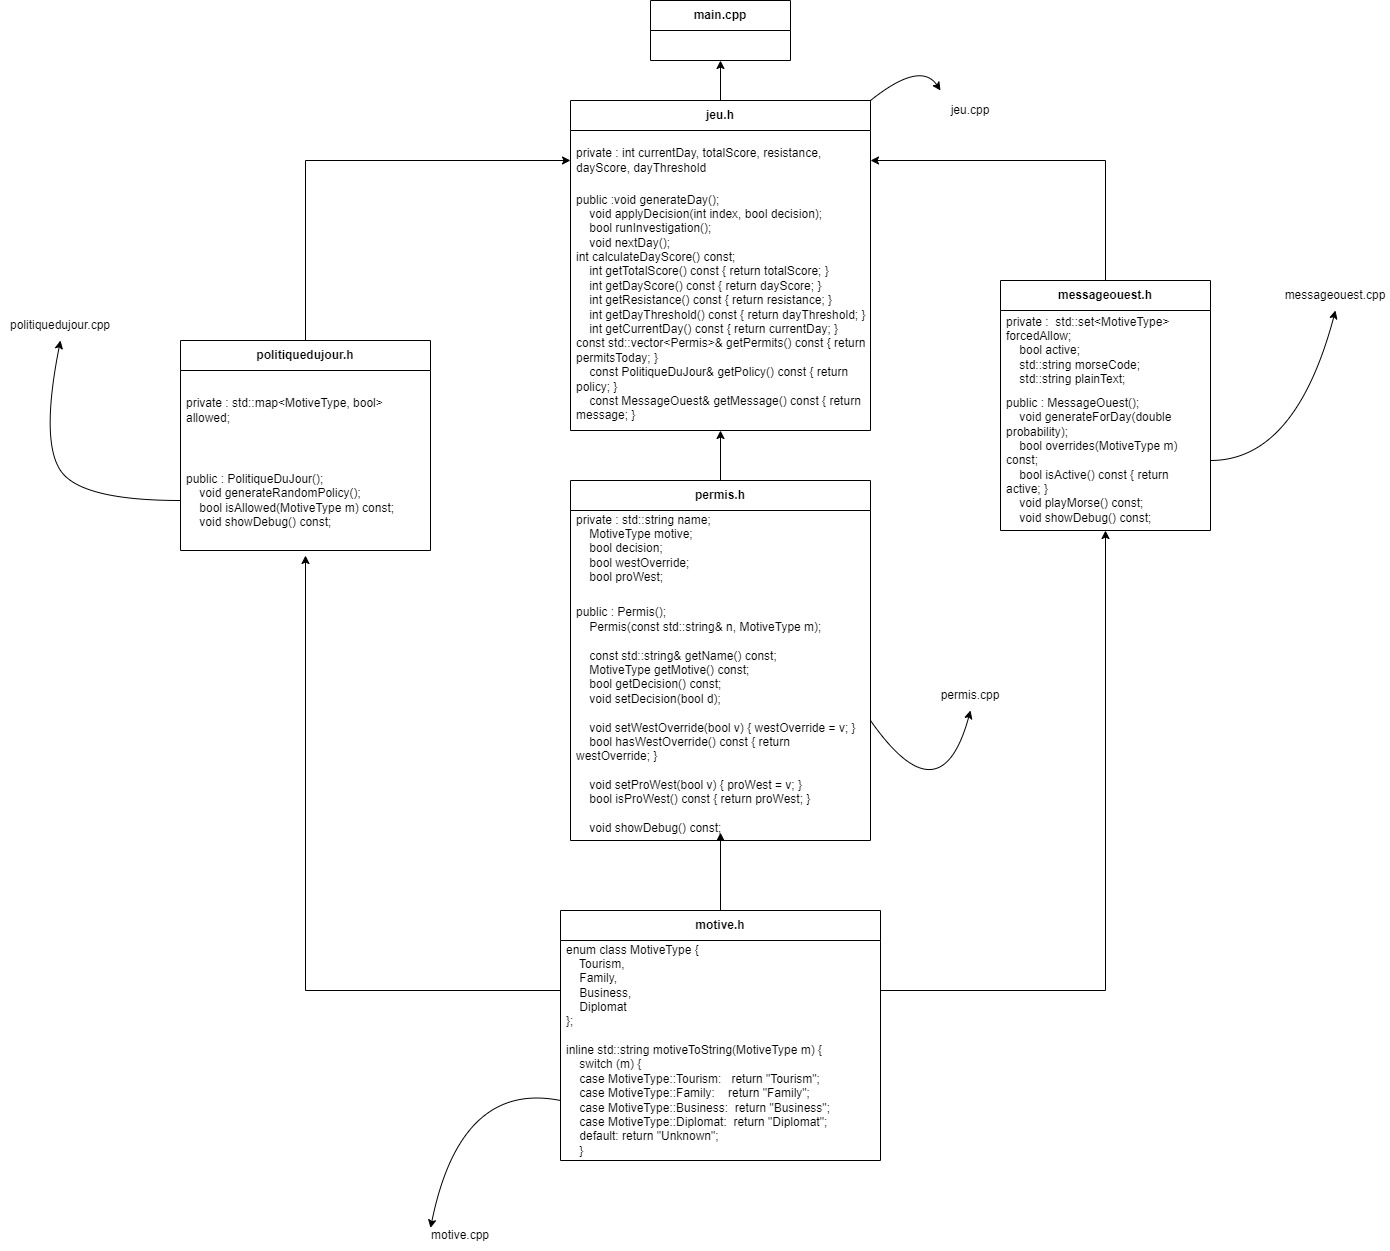 main.cpp
jeu.h
jeu.cpp
private : int currentDay, totalScore, resistance,
dayScore, dayThreshold
public :void generateDay();
void applyDecision(int index, bool decision);
bool runInvestigation();
void nextDay();
int calculateDayScore() const;
int getTotalScore() const { return totalScore; }
int getDayScore() const { return dayScore; }
int getResistance() const { return resistance; }
int getDayThreshold() const { return dayThreshold; }
int getCurrentDay() const { return currentDay; }
const std::vector<Permis>& getPermits() const { return
permitsToday; }
const PolitiqueDuJour& getPolicy() const { return
policy; }
const MessageOuest& getMessage() const { return
message; }
politiquedujour.cpp
politiquedujour.h
private : std::map<MotiveType, bool>
allowed;
public : PolitiqueDuJour();
void generateRandomPolicy();
bool isAllowed(MotiveType m) const;
void showDebug() const;
messageouest.h
messageouest.cpp
private :  std::set<MotiveType>
forcedAllow;
bool active;
std::string morseCode;
std::string plainText;
public : MessageOuest();
void generateForDay(double
probability);
bool overrides(MotiveType m)
const;
bool isActive() const { return
active; }
void playMorse() const;
void showDebug() const;
permis.h
private : std::string name;
MotiveType motive;
bool decision;
bool westOverride;
bool proWest;
public : Permis();
Permis(const std::string& n, MotiveType m);
const std::string& getName() const;
MotiveType getMotive() const;
bool getDecision() const;
void setDecision(bool d);
void setWestOverride(bool v) { westOverride = v; }
bool hasWestOverride() const { return
westOverride; }
void setProWest(bool v) { proWest = v; }
bool isProWest() const { return proWest; }
void showDebug() const;
permis.cpp
motive.h
enum class MotiveType {
Tourism,
Family,
Business,
Diplomat
};
inline std::string motiveToString(MotiveType m) {
switch (m) {
case MotiveType::Tourism:   return "Tourism";
case MotiveType::Family:    return "Family";
case MotiveType::Business:  return "Business";
case MotiveType::Diplomat:  return "Diplomat";
default: return "Unknown";
}
motive.cpp